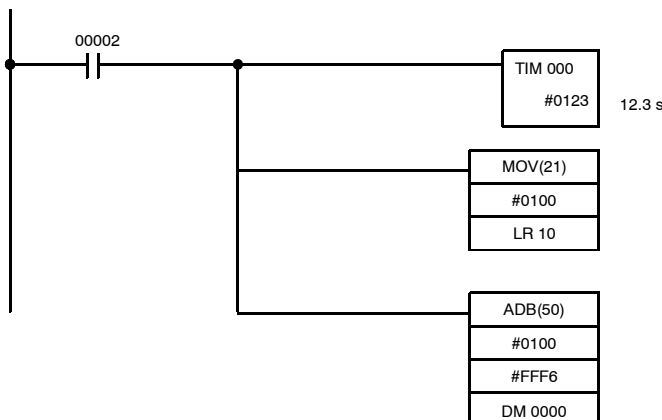 00002
TIM 000
#0123
12.3 s
MOV(21)
#0100
LR 10
ADB(50)
#0100
#FFF6
DM 0000